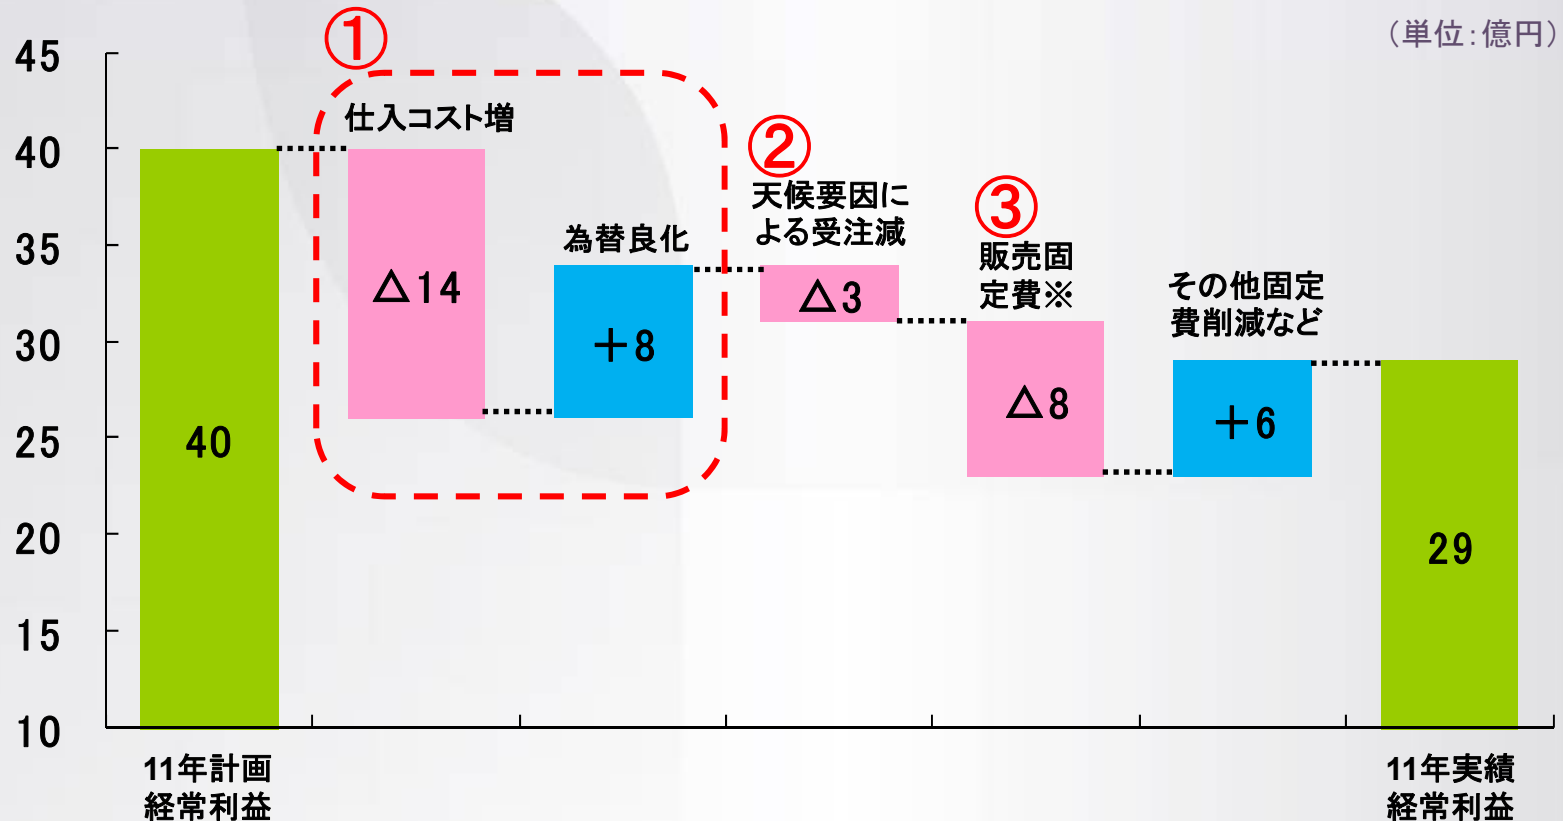 (単位:億円)
①
45
仕入コスト増
②
40
天候要因に
よる受注減
③
為替良化
35
販売固
定費※
その他固定
費削減など
△14
△3
30
+8
△8
+6
25
40
20
29
15
10
11年計画
経常利益
11年実績
経常利益